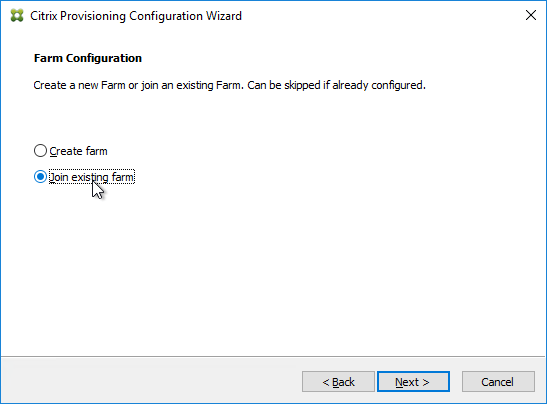 Citrix Provisioning Configuration Wizard
Farm Configuration
Create a new Farm or join an existing Farm. Can be skipped if already configured.
Create farm
Join existing farm
< Back
Next >
Cancel